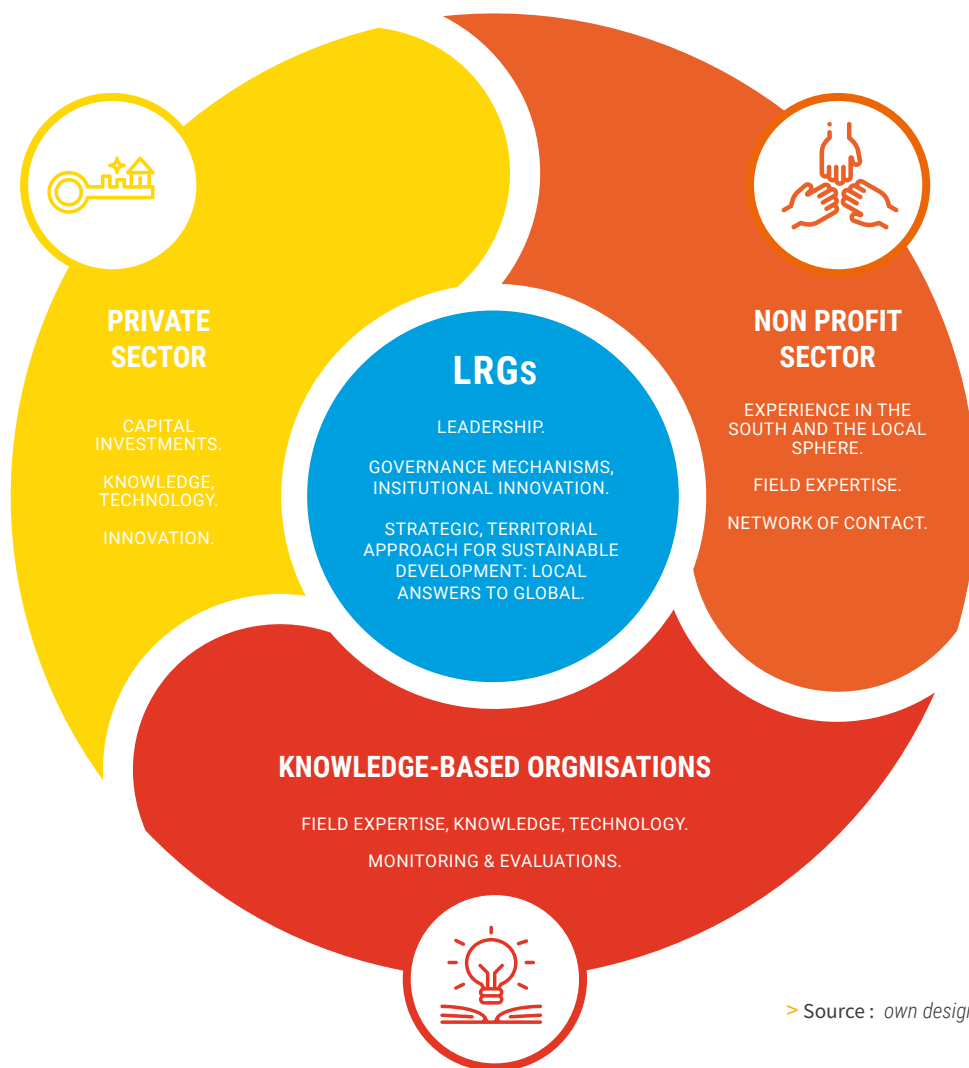 PRIVATE
SECTOR
CAPITAL
INVESTMENTS.
KNOWLEDGE,
TECHNOLOGY.
INNOVATION.
LRGs
LEADERSHIP.
GOVERNANCE MECHANISMS,
INSITUTIONAL INNOVATION.
STRATEGIC, TERRITORIAL
APPROACH FOR SUSTAINABLE
DEVELOPMENT: LOCAL
ANSWERS TO GLOBAL.
NON PROFIT
SECTOR
EXPERIENCE IN THE
SOUTH AND THE LOCAL
SPHERE.
FIELD EXPERTISE.
NETWORK OF CONTACT.
KNOWLEDGE-BASED ORGNISATIONS
FIELD EXPERTISE, KNOWLEDGE, TECHNOLOGY.
MONITORING & EVALUATIONS.
> Source : own design